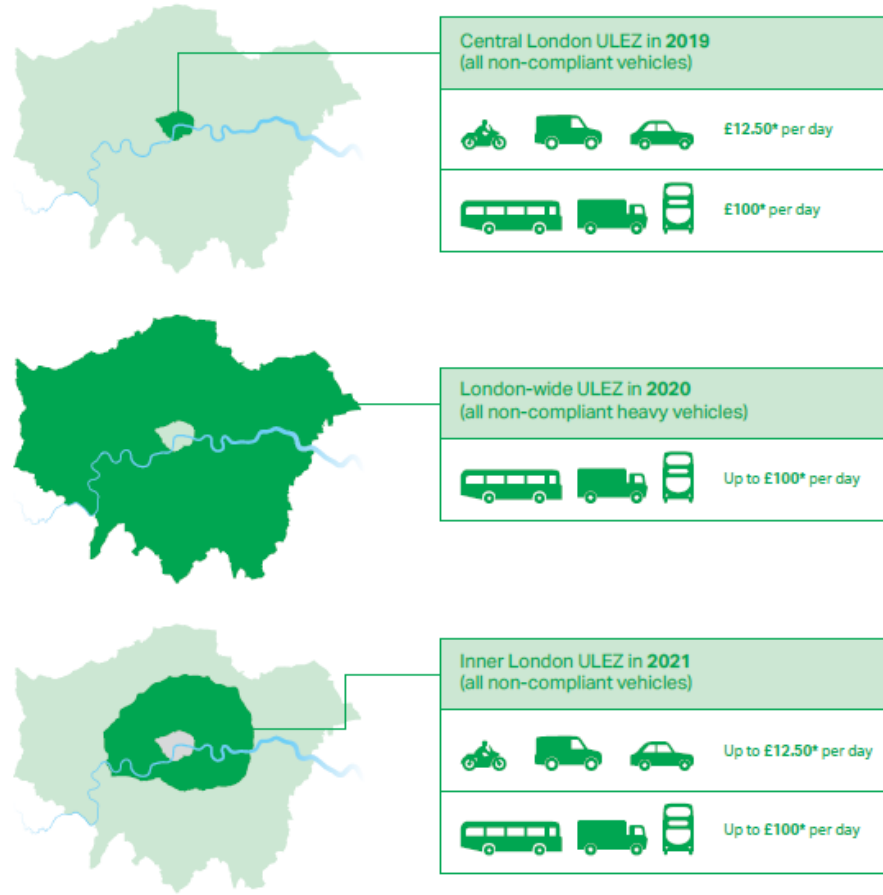 Central London ULEZ in 2019
(all non-compliant vehicles)
£12.50* per day
£100* per day
London-wide ULEZ in 2020
(all non-compliant heavy vehicles)
Up to £100* per day
Inner London ULEZ in 2021
(all non-compliant vehicles)
Up to £12.50* per day
Up to £100* per day